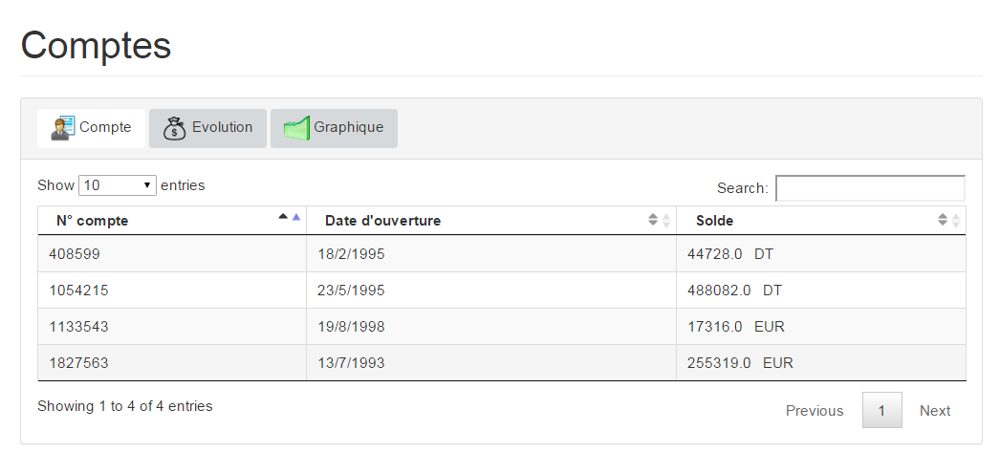 Comptes
Compte Evolution Graphique
Show 10 entries Search:
N° compte Date d'ouverture Solde
408599 18/2/1995 44728.0 DT
1054215 23/5/1995 488082.0 DT
1133543 19/8/1998 17316.0 EUR
1827563 13/7/1993 255319.0 EUR
Showing 1 to 4 of 4 entries Previous 1 Next